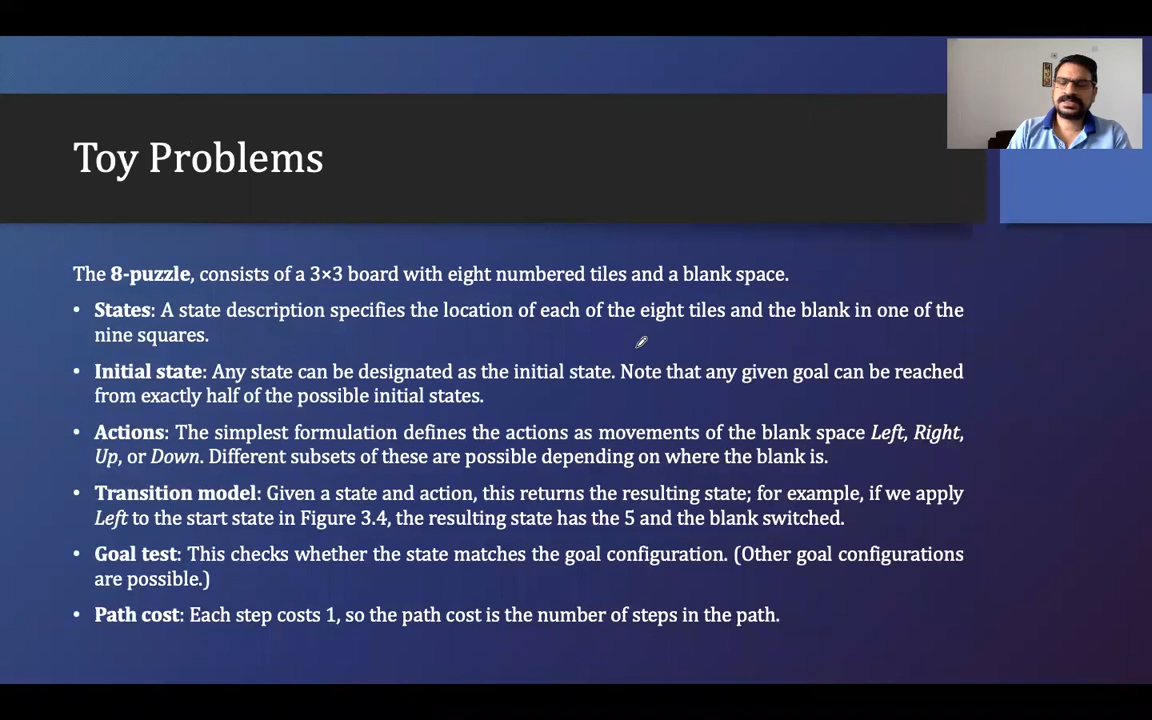 Toy Problems
The 8-puzzle, consists of a 3×3 board with eight numbered tiles and a blank space.
• States: A state description specifies the location of each of the eight tiles and the blank in one of the
nine squares.
• Initial state: Any state can be designated as the initial state. Note that any given goal can be reached
from exactly half of the possible initial states.
• Actions: The simplest formulation defines the actions as movements of the blank space Left, Right,
Up, or Down. Different subsets of these are possible depending on where the blank is.
• Transition model: Given a state and action, this returns the resulting state; for example, if we apply
Left to the start state in Figure 3.4, the resulting state has the 5 and the blank switched.
• Goal test: This checks whether the state matches the goal configuration. (Other goal configurations
are possible.)
• Path cost: Each step costs 1, so the path cost is the number of steps in the path.